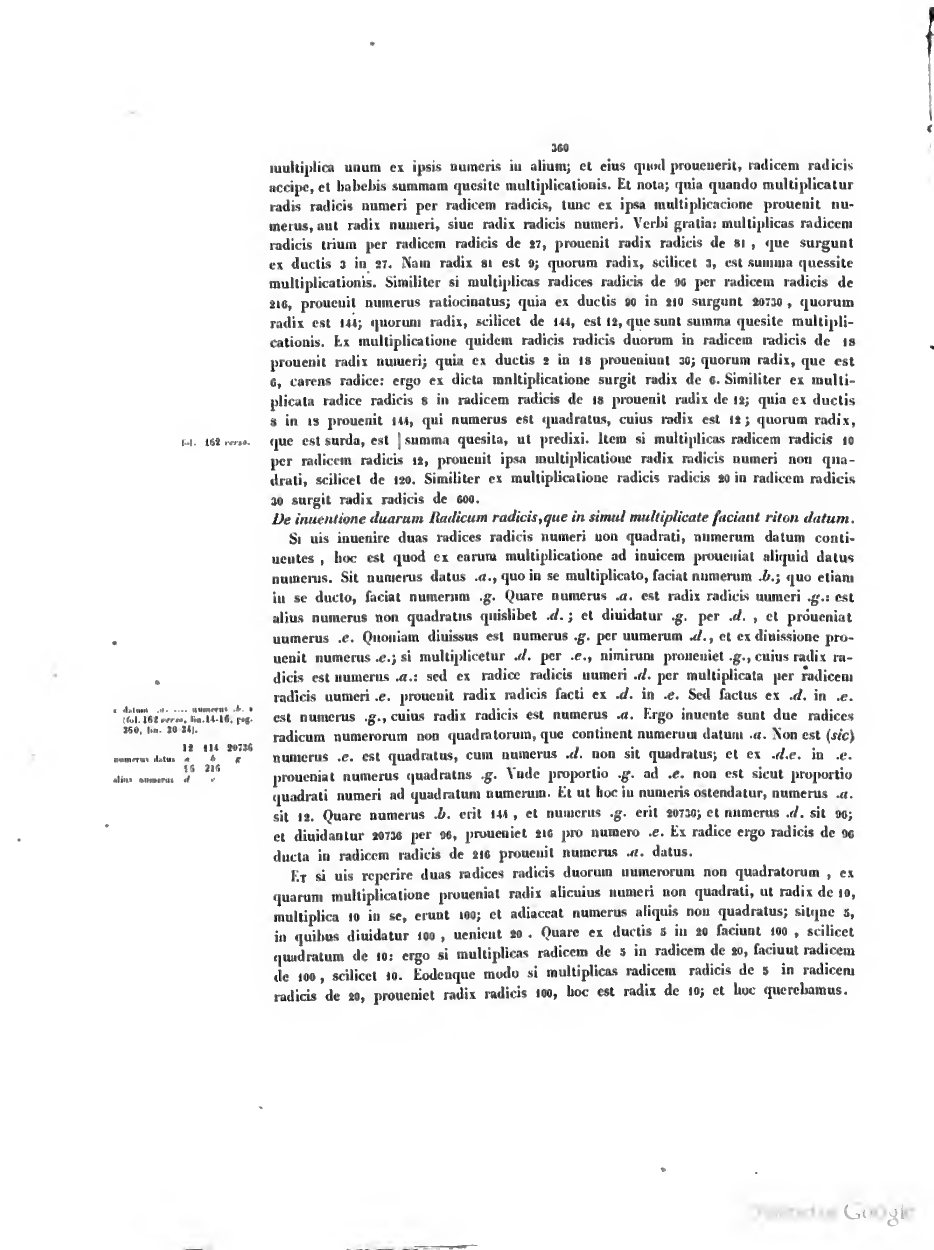 360
multiplica unum ex ipsis numeris in alium; et eius quod prouenerit, radicem radicis
accipe, et habebis summam quesite multiplicationis. Et nota; quia quando multiplicatur
radis radicis numeri per radicem radicis, tunc ex ipsa multiplicacione prouenit nu-
merus, aut radix numeri, siue radix radicis numeri. Verbi gratia: multiplicas radicem
radicis trium per radicem radicis de 27, prouenit radix radicis de 81 , que surgunt
ex ductis 3 in 27. Nam radix 81 est 9; quorum radix, scilicet 3, est summa quessite
multiplicationis. Similiter si multiplicas radices radicis de 96 per radicem radicis de
216, prouenit numerus ratiocinatus; quia ex ductis 96 in 216 surgunt 20736 , quorum
radix est 144; quorum radix, scilicet de 144, est 12, que sunt summa quesite multipli-
cationis. Ex multiplicatione quidem radicis radicis duorum in radicem radicis de 18
prouenit radix numeri; quia ex ductis 2 in 18 proueniunt 36; quorum radix, que est
6, carens radice: ergo ex dicta multiplicatione surgit radix de 6. Similiter ex multi-
plicata radice radicis 8 in radicem radicis de 18 prouenit radix de 12; quia ex ductis
8 in 18 prouenit 144, qui numerus est quadratus, cuius radix est 12 ; quorum radix,
fol. 162 verso.
que est surda, est | summa quesita, ut predixi. Item si multiplicas radicem radicis 10
per radicem radicis 12, prouenit ipsa multiplicatione radix radicis numeri non qua-
drati, scilicet de 120. Similiter ex multiplicatione radicis radicis 20 in radicem radicis
30 surgit radix radicis de 600.
De inuentione duarum Radicum radicis, que in simul multiplicate faciant riton datum.
Si uis inuenire duas radices radicis numeri non quadrati, numerum datum conti-
nentes , hoc est quod ex earum multiplicatione ad inuicem proueniat aliquid datus
numerus. Sit numerus datus .a., quo in se multiplicato, faciat numerum .b.; quo etiam
in se ducto, faciat numerum .g. Quare numerus .a. est radix radicis numeri .g.: est
alius numerus non quadratus quislibet .d. ; et diuidatur .g. per .d. , et proueniat
numerus .e. Quoniam diuissus est numerus .g. per numerum .d., et ex diuissione pro-
uenit numerus .e.; si multiplicetur .d. per .e., nimirum proueniet .g., cuius radix ra-
dicis est numerus .a.: sed ex radice radicis numeri .d. per multiplicata per radicem
radicis numeri .e. prouenit radix radicis facti ex .d. in .e. Sed factus ex .d. in .e.
est numerus .g., cuius radix radicis est numerus .a. Ergo inuente sunt due radices
radicum numerorum non quadratorum, que continent numerum datum .a. Non est (sic)
numerus .e. est quadratus, cum numerus .d. non sit quadratus; et ex .d.e. in .e.
proueniat numerus quadratus .g. Vnde proportio .g. ad .e. non est sicut proportio
quadrati numeri ad quadratum numerum. Et ut hoc in numeris ostendatur, numerus .a.
sit 12. Quare numerus .b. erit 144 , et numerus .g. erit 20736; et numerus .d. sit 96;
et diuidantur 20736 per 96, proueniet 216 pro numero .e. Ex radice ergo radicis de 96
ducta in radicem radicis de 216 prouenit numerus .a. datus.
« datum .a. .... numerus .b. »
(fol. 162 verso, lin. 14-16, pag.
360, lin. 20-24).
12 144 20736
numerus datus a b g
96 216
alius numerus d e
Et si uis reperire duas radices radicis duorum numerorum non quadratorum , ex
quarum multiplicatione proueniat radix alicuius numeri non quadrati, ut radix de 10,
multiplica 10 in se, erunt 100; et adiaceat numerus aliquis non quadratus; sitque 5,
in quibus diuidatur 100 , uenient 20 . Quare ex ductis 5 in 20 faciunt 100 , scilicet
quadratum de 10: ergo si multiplicas radicem de 5 in radicem de 20, faciunt radicem
de 100 , scilicet 10. Eodenque modo si multiplicas radicem radicis de 5 in radicem
radicis de 20, proueniet radix radicis 100, hoc est radix de 10; et hoc querebamus.
Google